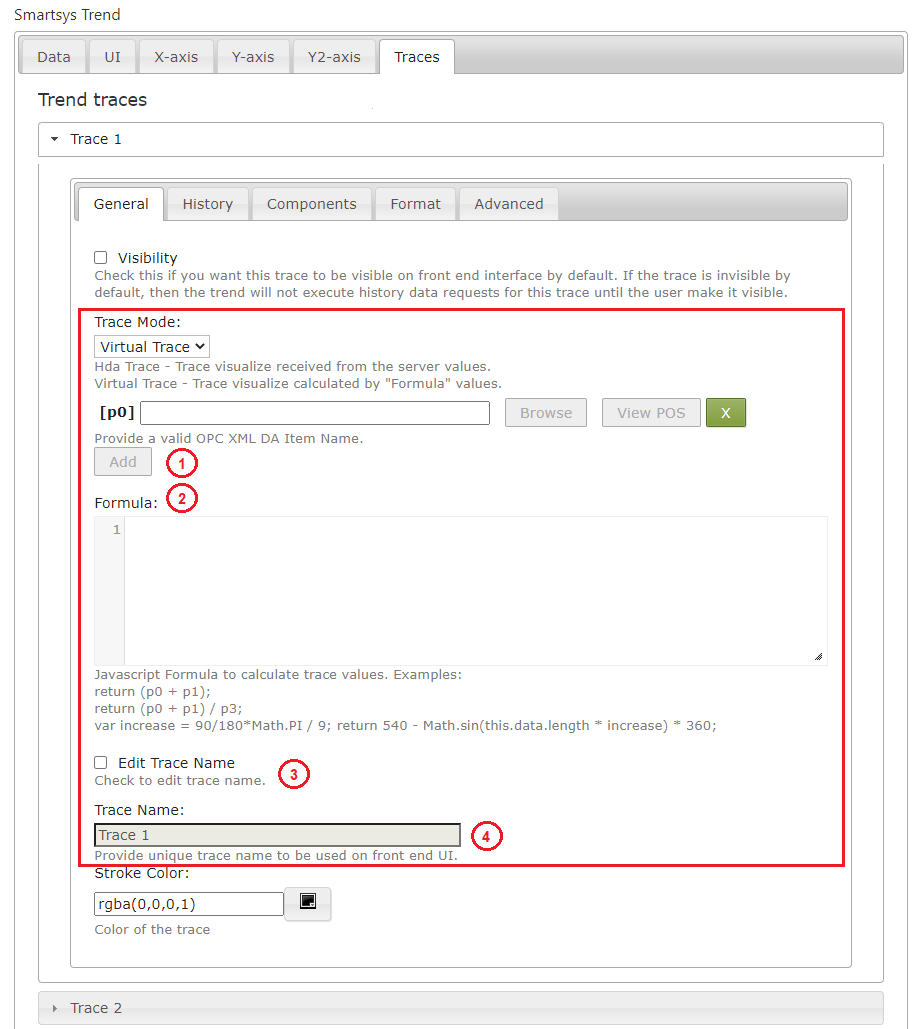 Smartsys Trend
Data UI X-axis Y-axis Y2-axis Traces
Trend traces
Trace 1
General History Components Format Advanced
Visibility
Check this if you want this trace to be visible on front end interface by default. If the trace is invisible by
default, then the trend will not execute history data requests for this trace until the user make it visible.
Trace Mode:
Virtual Trace
Hda Trace - Trace visualize received from the server values.
Virtual Trace - Trace visualize calculated by "Formula" values.
[p0] Browse View POS X
Provide a valid OPC XML DA Item Name.
Add 1
Formula: 2
1
Javascript Formula to calculate trace values. Examples:
return (p0 + p1);
return (p0 + p1) / p3;
var increase = 90/180*Math.PI / 9; return 540 - Math.sin(this.data.length * increase) * 360;
Edit Trace Name
Check to edit trace name. 3
Trace Name:
Trace 1 4
Provide unique trace name to be used on front end UI.
Stroke Color:
rgba(0,0,0,1)
Color of the trace
Trace 2